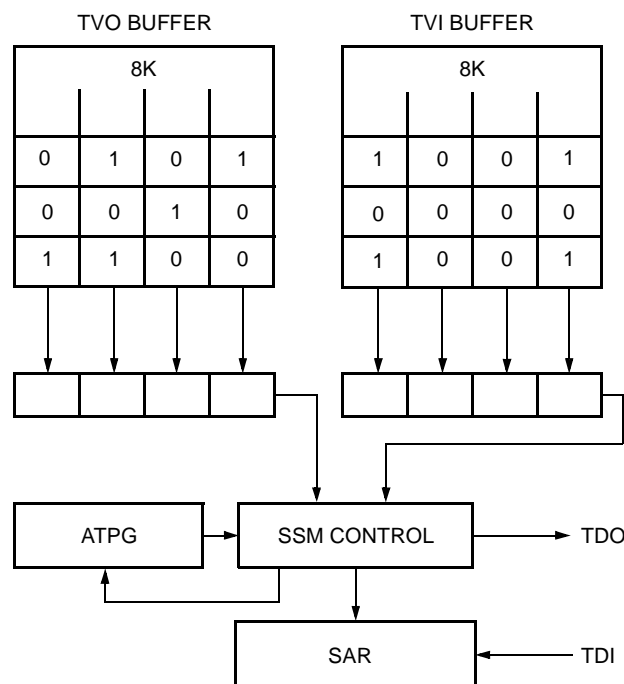 TVO BUFFER TVI BUFFER
8K 8K
0 1 0 1 1 0 0 1
0 0 1 0 0 0 0 0
1 1 0 0 1 0 0 1
ATPG SSM CONTROL TDO
SAR TDI